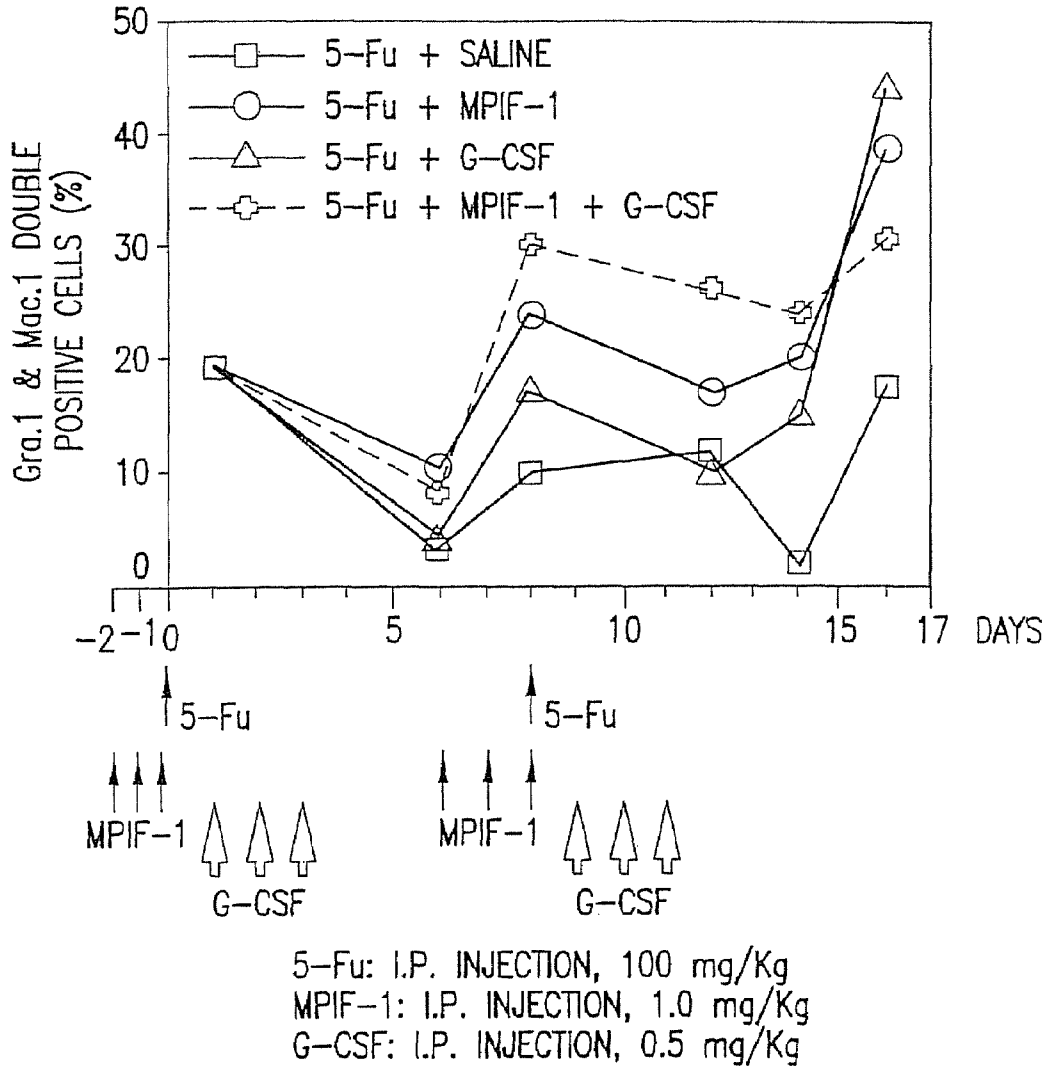 50
40
30
20
10
0
Gra.1 & Mac.1 DOUBLE
POSITIVE CELLS (%)
5-Fu + SALINE
5-Fu + MPIF-1
5-Fu + G-CSF
5-Fu + MPIF-1 + G-CSF
-2 -1 0 5 10 15 17 DAYS
5-Fu 5-Fu
MPIF-1 MPIF-1
G-CSF G-CSF
5-Fu: I.P. INJECTION, 100 mg/Kg
MPIF-1: I.P. INJECTION, 1.0 mg/Kg
G-CSF: I.P. INJECTION, 0.5 mg/Kg